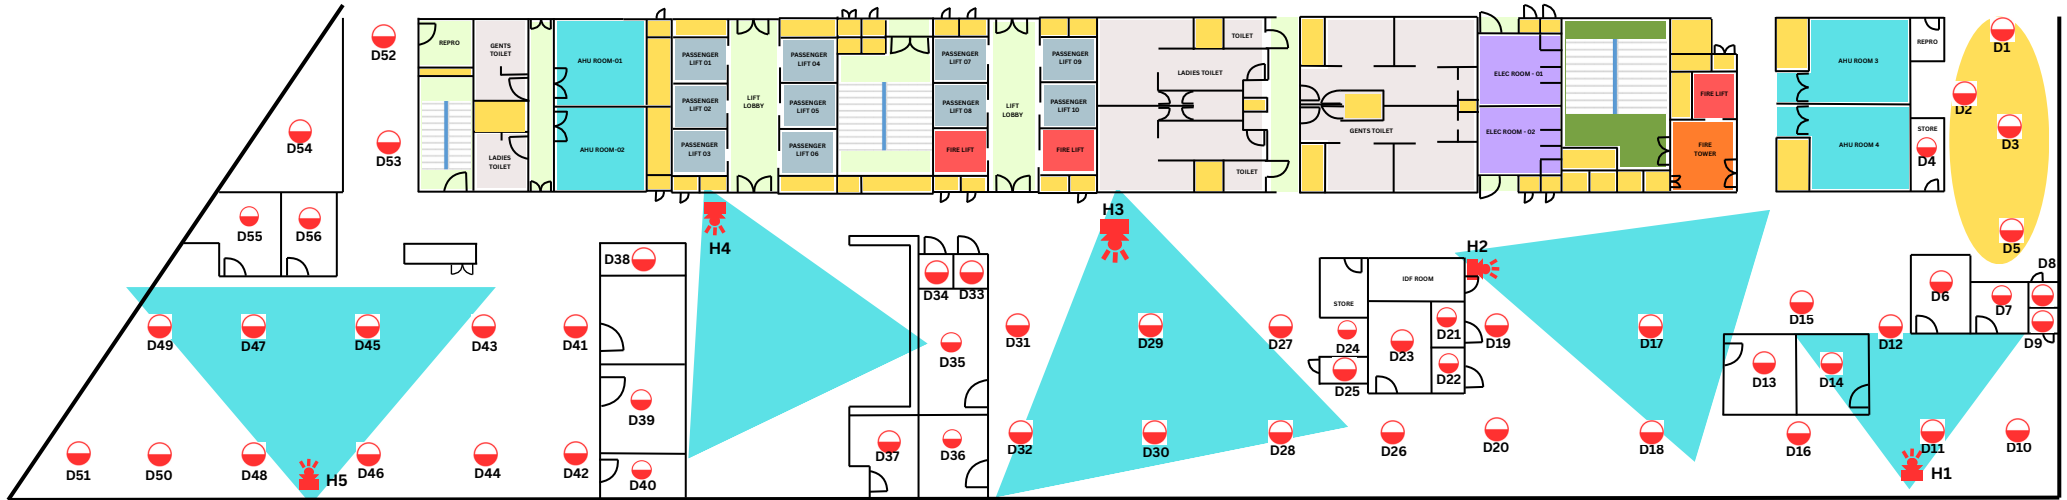 D52
D53
D54
D55
D56
REPRO
GENTS
TOILET
LADIES
TOILET
AHU ROOM-01
AHU ROOM-02
PASSENGER
LIFT 01
PASSENGER
LIFT 02
PASSENGER
LIFT 03
LIFT
LOBBY
PASSENGER
LIFT 04
PASSENGER
LIFT 05
PASSENGER
LIFT 06
PASSENGER
LIFT 07
PASSENGER
LIFT 08
FIRE LIFT
LIFT
LOBBY
PASSENGER
LIFT 09
PASSENGER
LIFT 10
FIRE LIFT
LADIES TOILET
TOILET
TOILET
GENTS TOILET
ELEC ROOM - 01
ELEC ROOM - 02
FIRE LIFT
FIRE
TOWER
AHU ROOM 3
AHU ROOM 4
REPRO
STORE
D4
D1
D2
D3
D5
H4
H3
H2
D38
D34
D33
STORE
IDF ROOM
D8
D6
D7
D15
D49
D47
D45
D43
D41
D35
D31
D29
D27
D24
D23
D21
D19
D17
D12
D9
D39
D25
D22
D13
D14
D51
D50
D48
H5
D46
D44
D42
D40
D37
D36
D32
D30
D28
D26
D20
D18
D16
D11
D10
H1